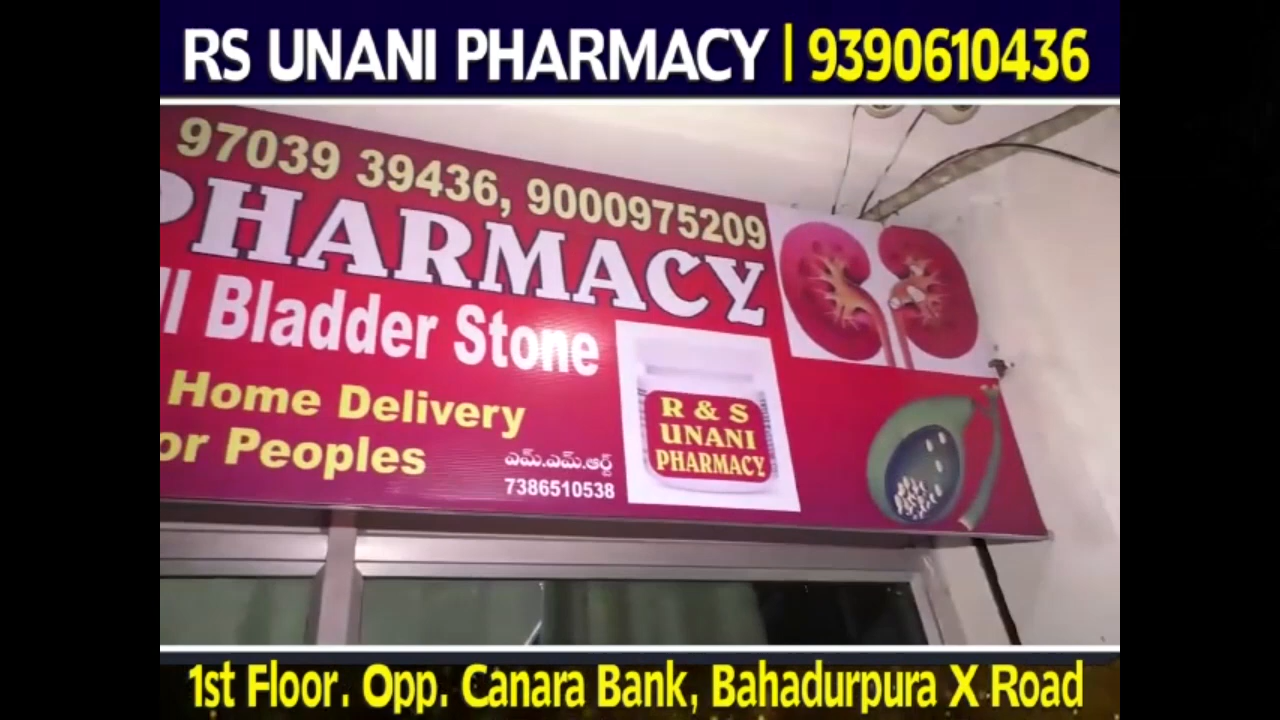 RS UNANI PHARMACY | 9390610436
97039 39436, 9000975209
PHARMACY
ll Bladder Stone
Home Delivery
or Peoples
ఎమ్.ఎమ్.ఆర్ట్
7386510538
R & S
UNANI
PHARMACY
1st Floor. Opp. Canara Bank, Bahadurpura X Road